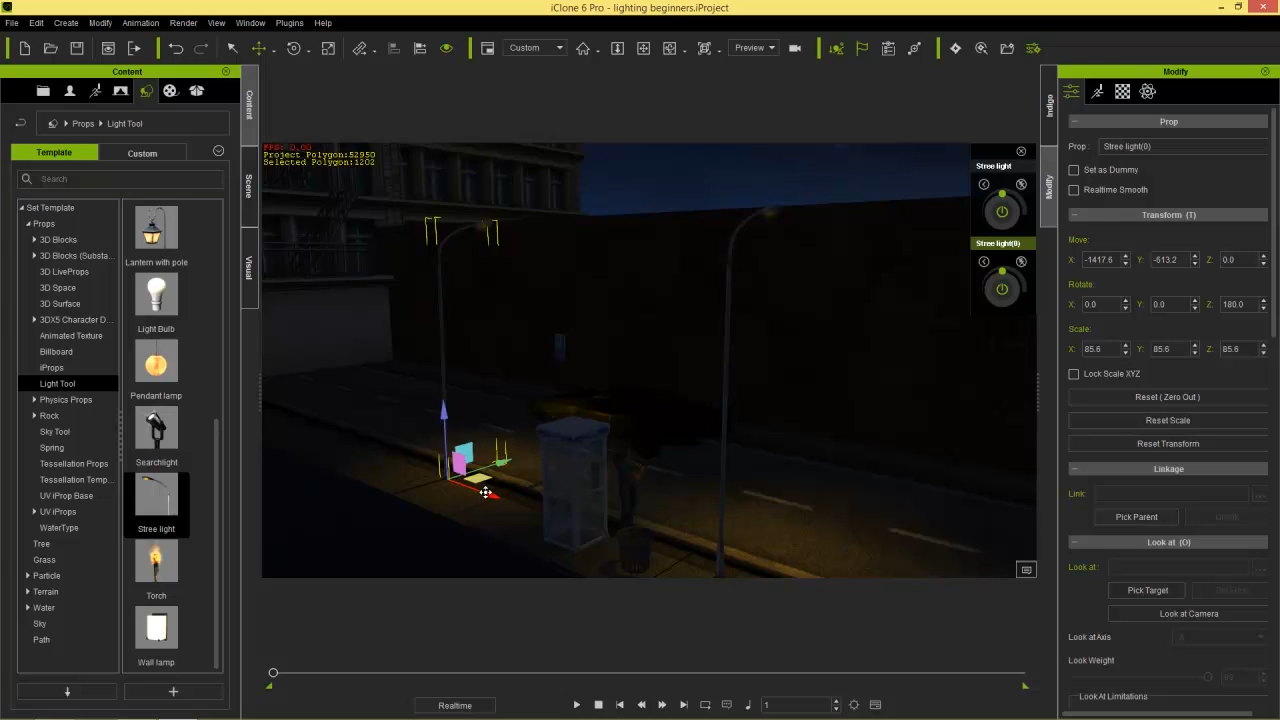 iClone 6 Pro - lighting beginners.iProject
File Edit Create Modify Animation Render View Window Plugins Help
Custom
Preview
Content
Props Light Tool
Template
Custom
Search
Set Template
Props
3D Blocks
3D Blocks (Substa...
3D LiveProps
3D Space
3D Surface
3DX5 Character D...
Animated Texture
Billboard
iProps
Light Tool
Physics Props
Rock
Sky Tool
Spring
Tessellation Props
Tessellation Temp...
UV iProp Base
UV iProps
WaterType
Tree
Grass
Particle
Terrain
Water
Sky
Path
Lantern with pole
Light Bulb
Pendant lamp
Searchlight
Stree light
Torch
Wall lamp
Content
Scene
Visual
FPS: 0.00
Project Polygon:52950
Selected Polygon:1202
Stree light
Stree light(0)
Realtime
1
Indigo
Modify
Modify
Prop
Prop : Stree light(0)
Set as Dummy
Realtime Smooth
Transform (T)
Move:
X: -1417.6 Y: -613.2 Z: 0.0
Rotate:
X: 0.0 Y: 0.0 Z: 180.0
Scale:
X: 85.6 Y: 85.6 Z: 85.6
Lock Scale XYZ
Reset ( Zero Out )
Reset Scale
Reset Transform
Linkage
Link:
Pick Parent
Look at (O)
Look at:
Pick Target
Look at Camera
Look at Axis
Look Weight
Look At Limitations